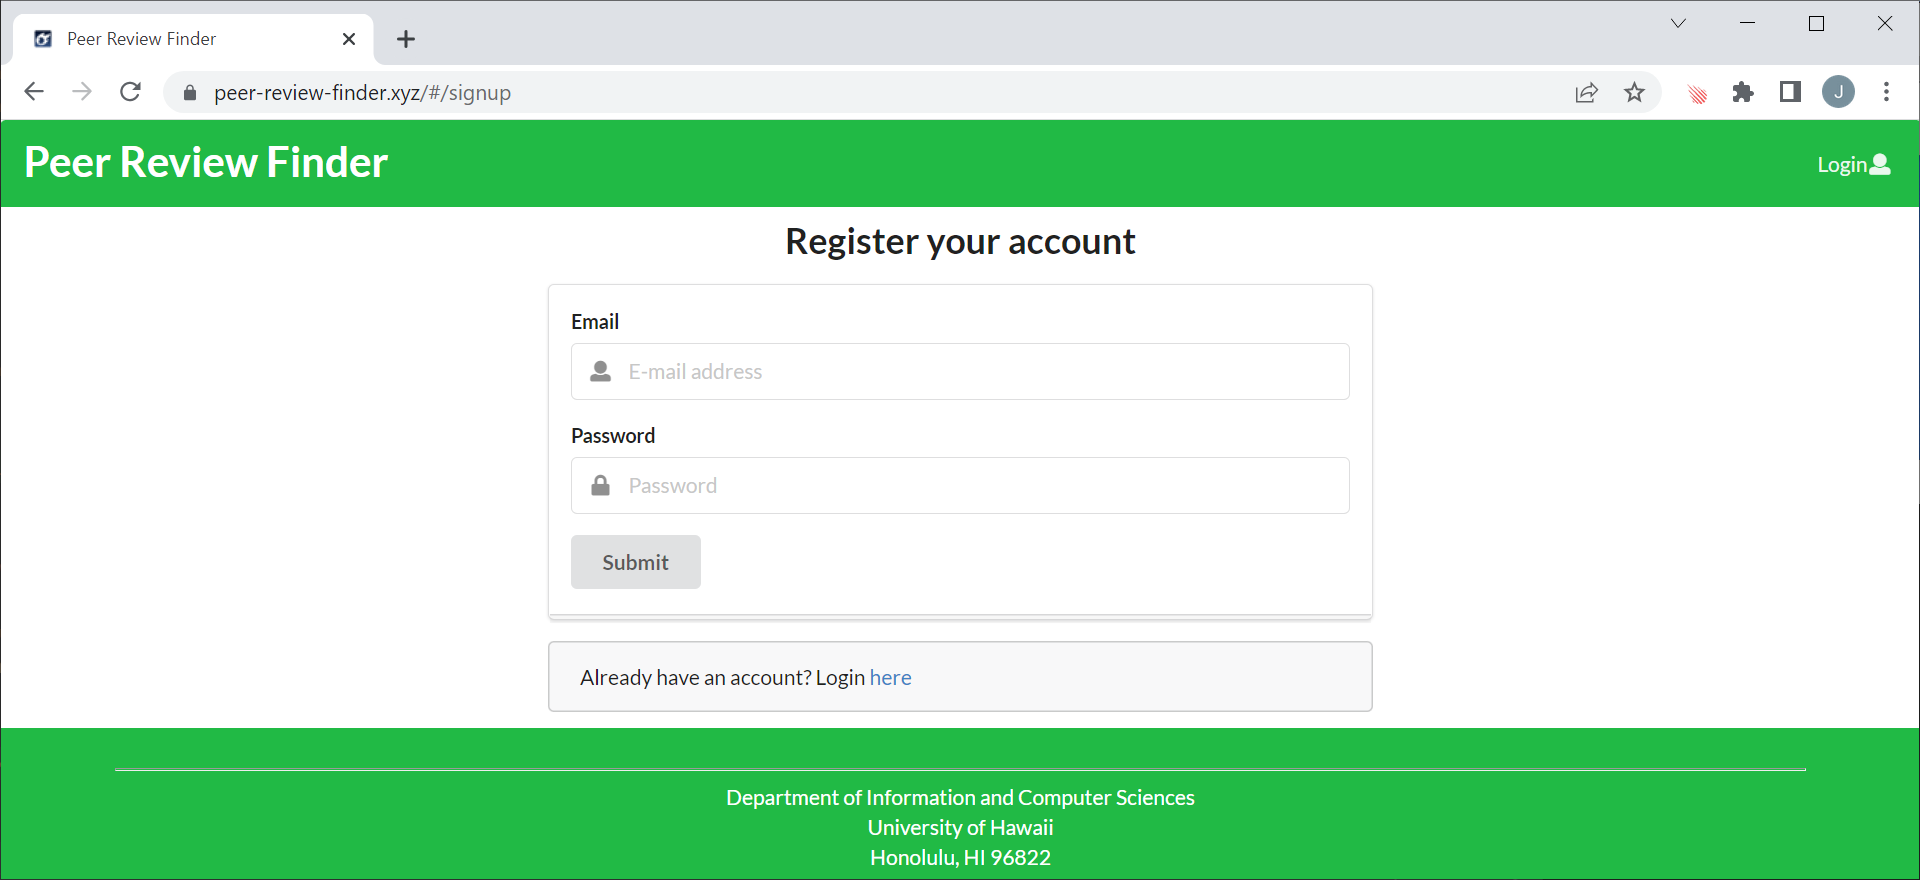 Peer Review Finder
peer-review-finder.xyz/#/signup
J
Peer Review Finder
Login
Register your account
Email
E-mail address
Password
Password
Submit
Already have an account? Login here
Department of Information and Computer Sciences
University of Hawaii
Honolulu, HI 96822